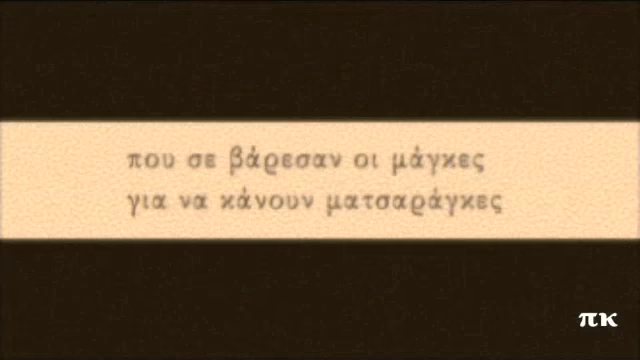 που σε βάρεσαν οι μάγκες
για να κάνουν ματσαράγκες
πκ